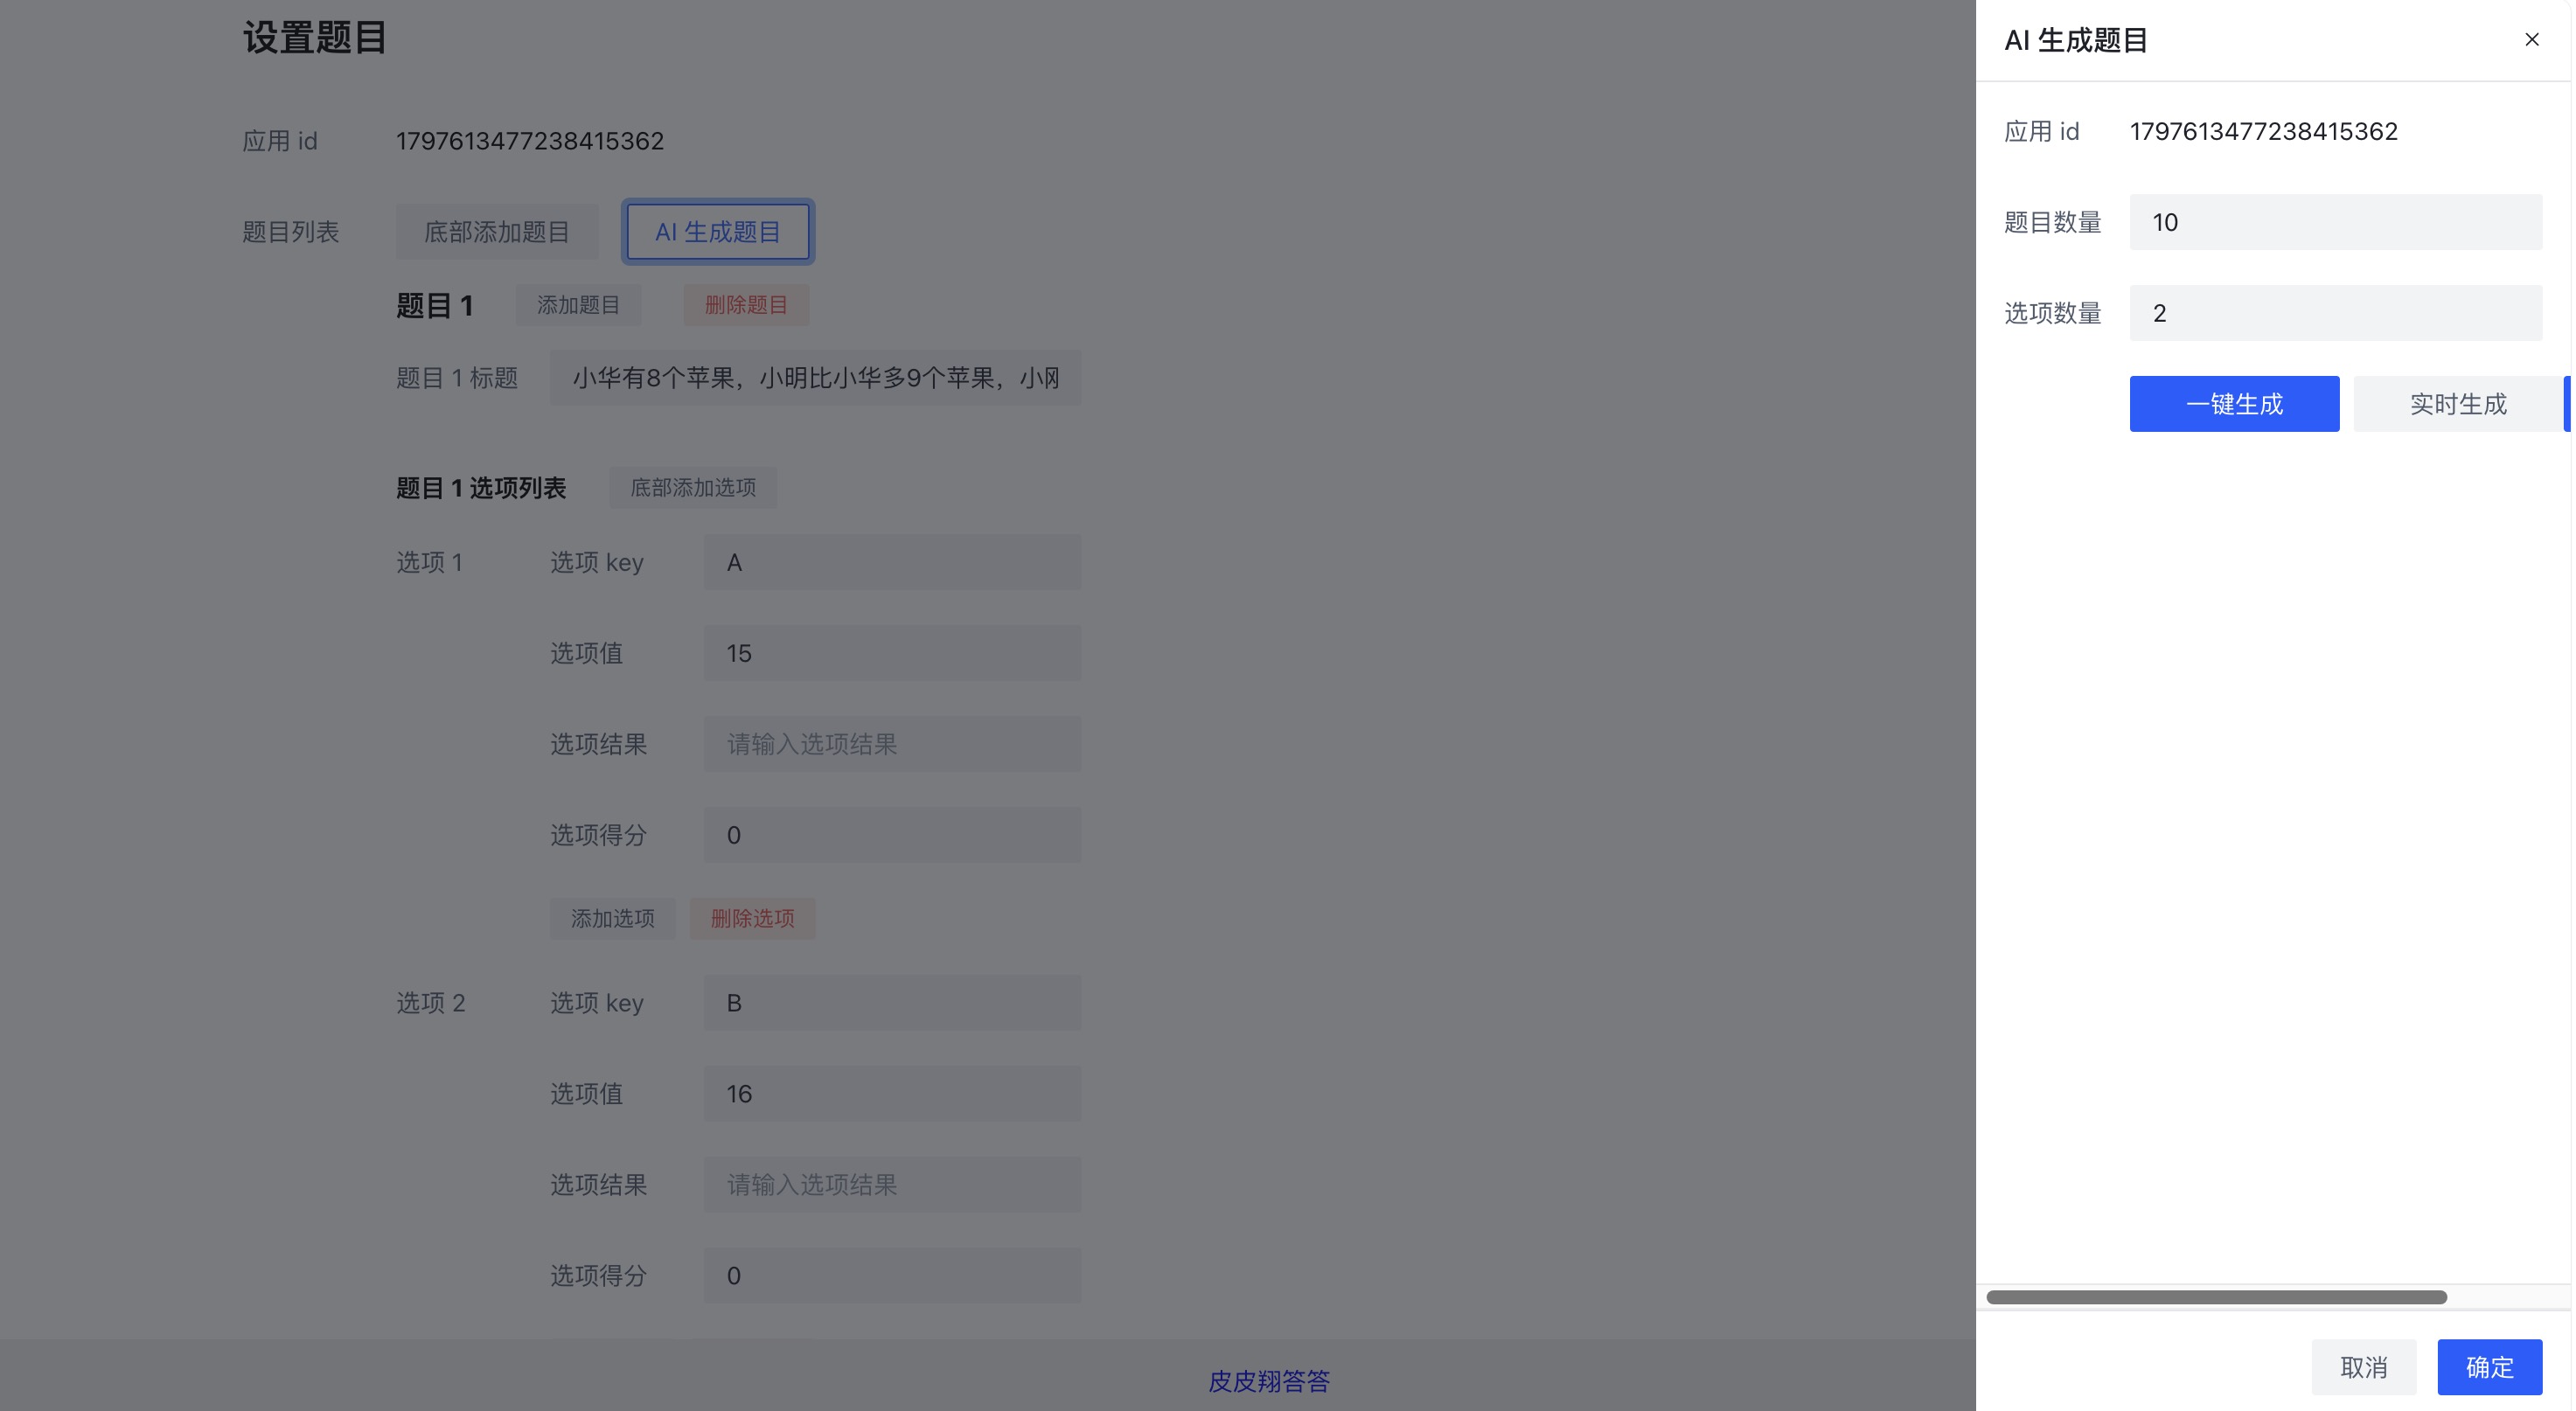 设置题目
应用 id 1797613477238415362
题目列表 底部添加题目 AI 生成题目
题目 1 添加题目 删除题目
题目 1 标题 小华有8个苹果，小明比小华多9个苹果，小
题目 1 选项列表 底部添加选项
选项 1 选项 key A
选项值 15
选项结果 请输入选项结果
选项得分 0
添加选项 删除选项
选项 2 选项 key B
选项值 16
选项结果 请输入选项结果
选项得分 0
皮皮翔答答
AI 生成题目
应用 id 1797613477238415362
题目数量 10
选项数量 2
一键生成 实时生成
取消 确定